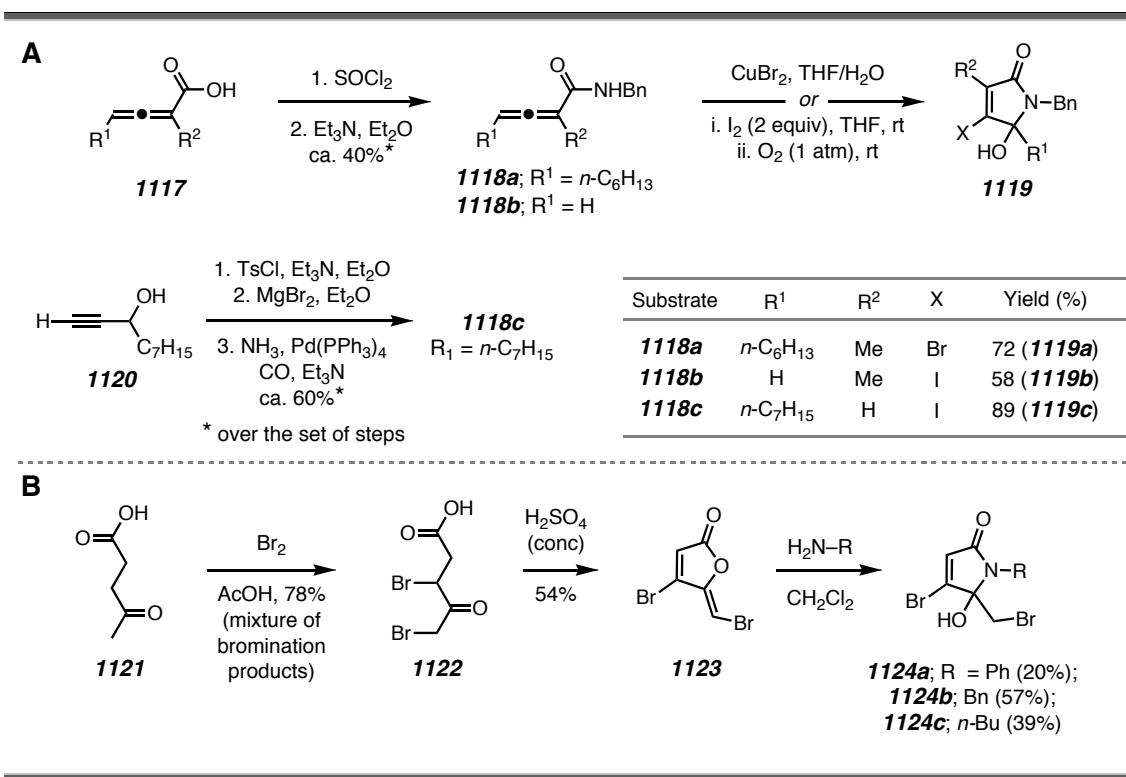 A
O
OH
R1
R2
1117
1. SOCl2
2. Et3N, Et2O
ca. 40%*
O
NHBn
R1
R2
1118a; R1 = n-C6H13
1118b; R1 = H
CuBr2, THF/H2O
or
i. I2 (2 equiv), THF, rt
ii. O2 (1 atm), rt
O
R2
N Bn
X
HO R1
1119
H
OH
C7H15
1120
1. TsCl, Et3N, Et2O
2. MgBr2, Et2O
3. NH3, Pd(PPh3)4
CO, Et3N
ca. 60%*
* over the set of steps
1118c
R1 = n-C7H15
Substrate R1 R2 X Yield (%)
1118a n-C6H13 Me Br 72 (1119a)
1118b H Me I 58 (1119b)
1118c n-C7H15 H I 89 (1119c)
B
OH
O
O
1121
Br2
AcOH, 78%
(mixture of
bromination
products)
OH
O
Br
O
Br
1122
H2SO4
(conc)
54%
O
O
Br
Br
1123
H2N–R
CH2Cl2
O
N R
Br
HO Br
1124a; R = Ph (20%);
1124b; Bn (57%);
1124c; n-Bu (39%)